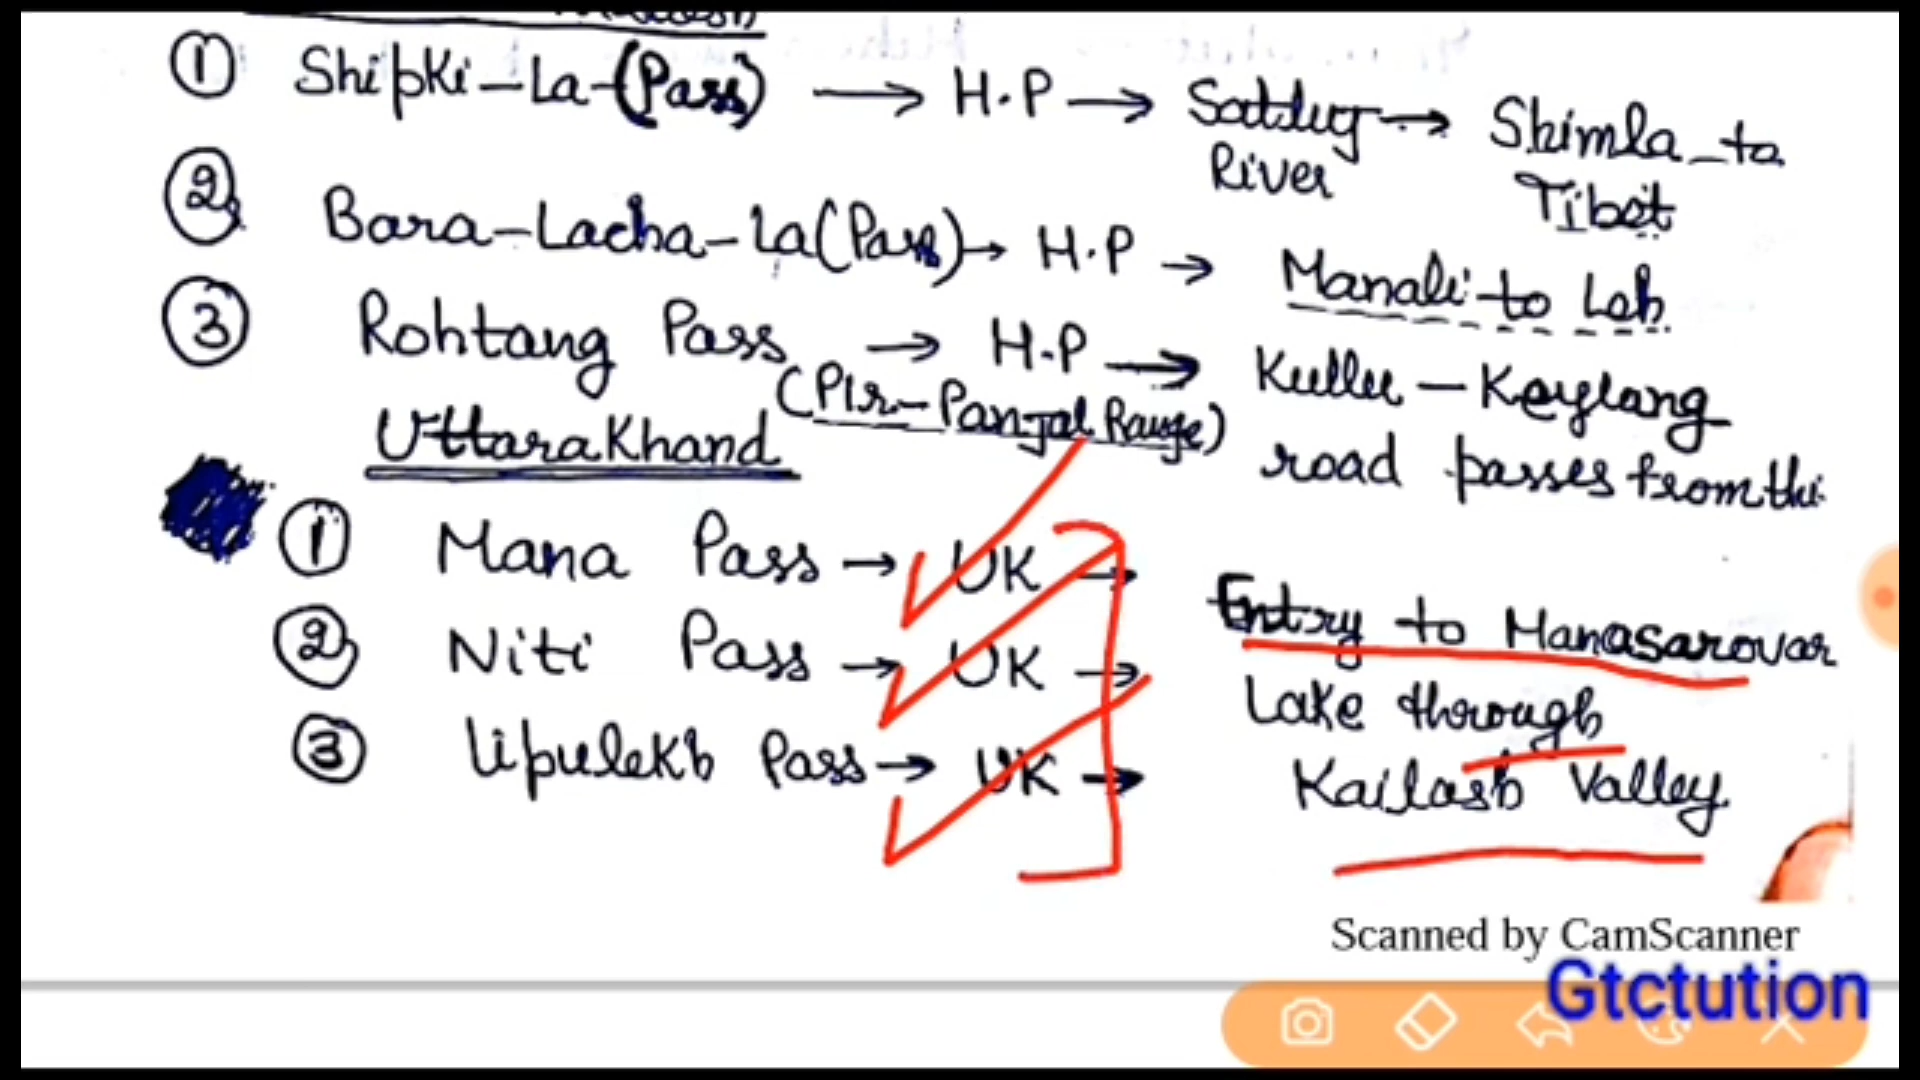 ① Shipki-La-(Pass) → H.P → Satluj → Shimla-to
River Tibet
② Bara-Lacha-La(Pass) → H.P → Manali to Leh
③ Rohtang Pass → H.P → Kullu - Keylang
(Pir-Panjal Range) road passes from this
Uttarakhand
① Mana Pass → UK →
② Niti Pass → UK →
③ Lipulekh Pass → UK →
Entry to Manasarovar
Lake through
Kailash Valley
Scanned by CamScanner
Gtctution